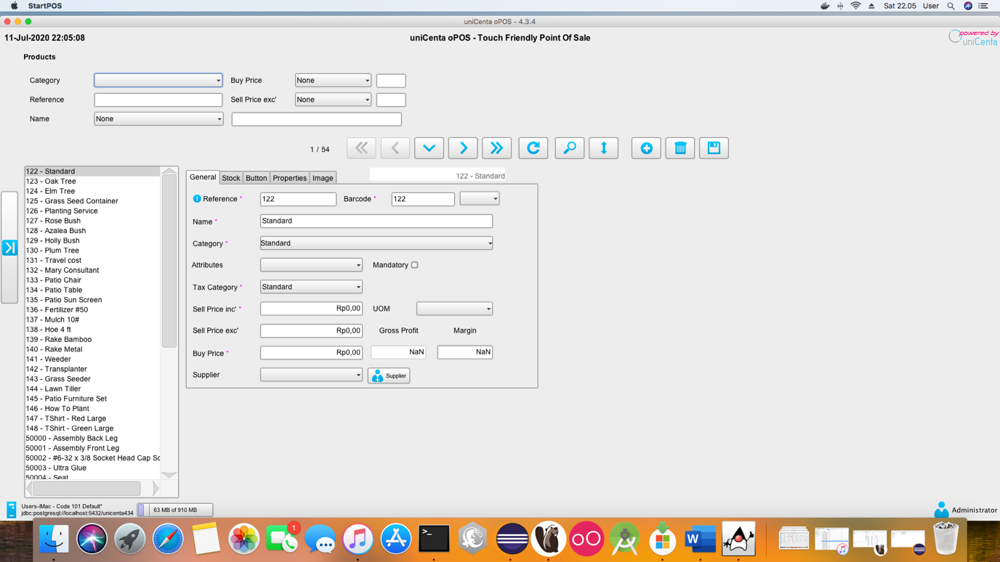 StartPOS
Sat 22.05 User
uniCenta oPOS - 4.3.4
11-Jul-2020 22:05:08
uniCenta oPOS - Touch Friendly Point Of Sale
powered by
uniCenta
Products
Category
Buy Price
None
Reference
Sell Price exc'
None
Name
None
1 / 54
122 - Standard
123 - Oak Tree
124 - Elm Tree
125 - Grass Seed Container
126 - Planting Service
127 - Rose Bush
128 - Azalea Bush
129 - Holly Bush
130 - Plum Tree
131 - Travel cost
132 - Mary Consultant
133 - Patio Chair
134 - Patio Table
135 - Patio Sun Screen
136 - Fertilizer #50
137 - Mulch 10#
138 - Hoe 4 ft
139 - Rake Bamboo
140 - Rake Metal
141 - Weeder
142 - Transplanter
143 - Grass Seeder
144 - Lawn Tiller
145 - Patio Furniture Set
146 - How To Plant
147 - TShirt - Red Large
148 - TShirt - Green Large
50000 - Assembly Back Leg
50001 - Assembly Front Leg
50002 - #6-32 x 3/8 Socket Head Cap Sc
50003 - Ultra Glue
50004 - Seat
General Stock Button Properties Image
122 - Standard
Reference * 122 Barcode * 122
Name * Standard
Category * Standard
Attributes Mandatory
Tax Category * Standard
Sell Price inc' * Rp0,00 UOM
Sell Price exc' Rp0,00 Gross Profit Margin
Buy Price * Rp0,00 NaN NaN
Supplier Supplier
Users-iMac - Code 101 Default*
jdbc:postgresql://localhost:5432/unicenta434
63 MB of 910 MB
Administrator
1
>_
W